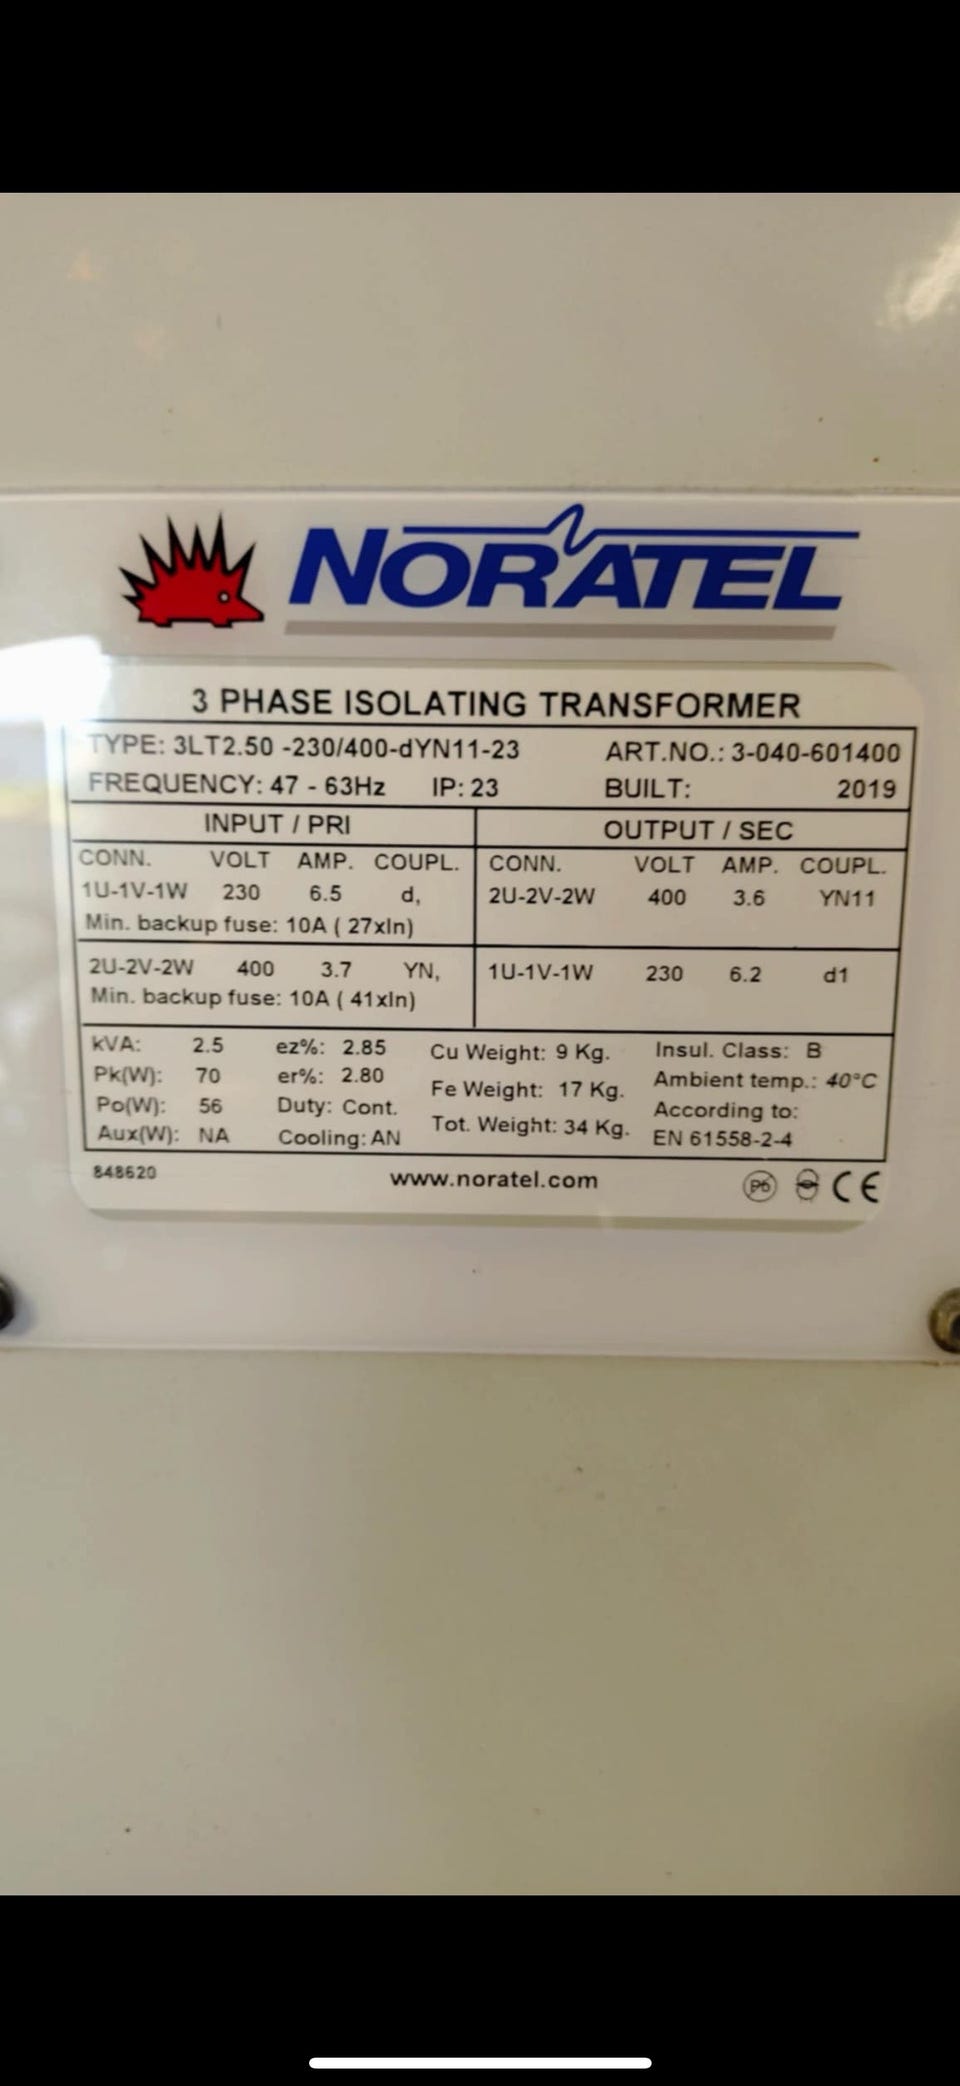 NORATEL
3 PHASE ISOLATING TRANSFORMER
TYPE: 3LT2.50 -230/400-dYN11-23 ART.NO.: 3-040-601400
FREQUENCY: 47 - 63Hz IP: 23 BUILT: 2019
INPUT / PRI OUTPUT / SEC
CONN. VOLT AMP. COUPL. CONN. VOLT AMP. COUPL.
1U-1V-1W 230 6.5 d, 2U-2V-2W 400 3.6 YN11
Min. backup fuse: 10A ( 27xIn)
2U-2V-2W 400 3.7 YN, 1U-1V-1W 230 6.2 d1
Min. backup fuse: 10A ( 41xIn)
kVA: 2.5 ez%: 2.85 Cu Weight: 9 Kg. Insul. Class: B
Pk(W): 70 er%: 2.80 Fe Weight: 17 Kg. Ambient temp.: 40°C
Po(W): 56 Duty: Cont. Tot. Weight: 34 Kg. According to:
Aux(W): NA Cooling: AN EN 61558-2-4
848620 www.noratel.com Pb CE